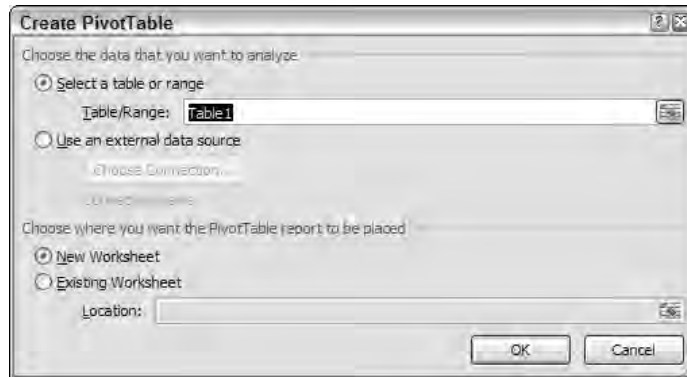 Create PivotTable
Choose the data that you want to analyze
Select a table or range
Table/Range: Table1
Use an external data source
Choose Connection...
Choose where you want the PivotTable report to be placed
New Worksheet
Existing Worksheet
Location:
OK Cancel